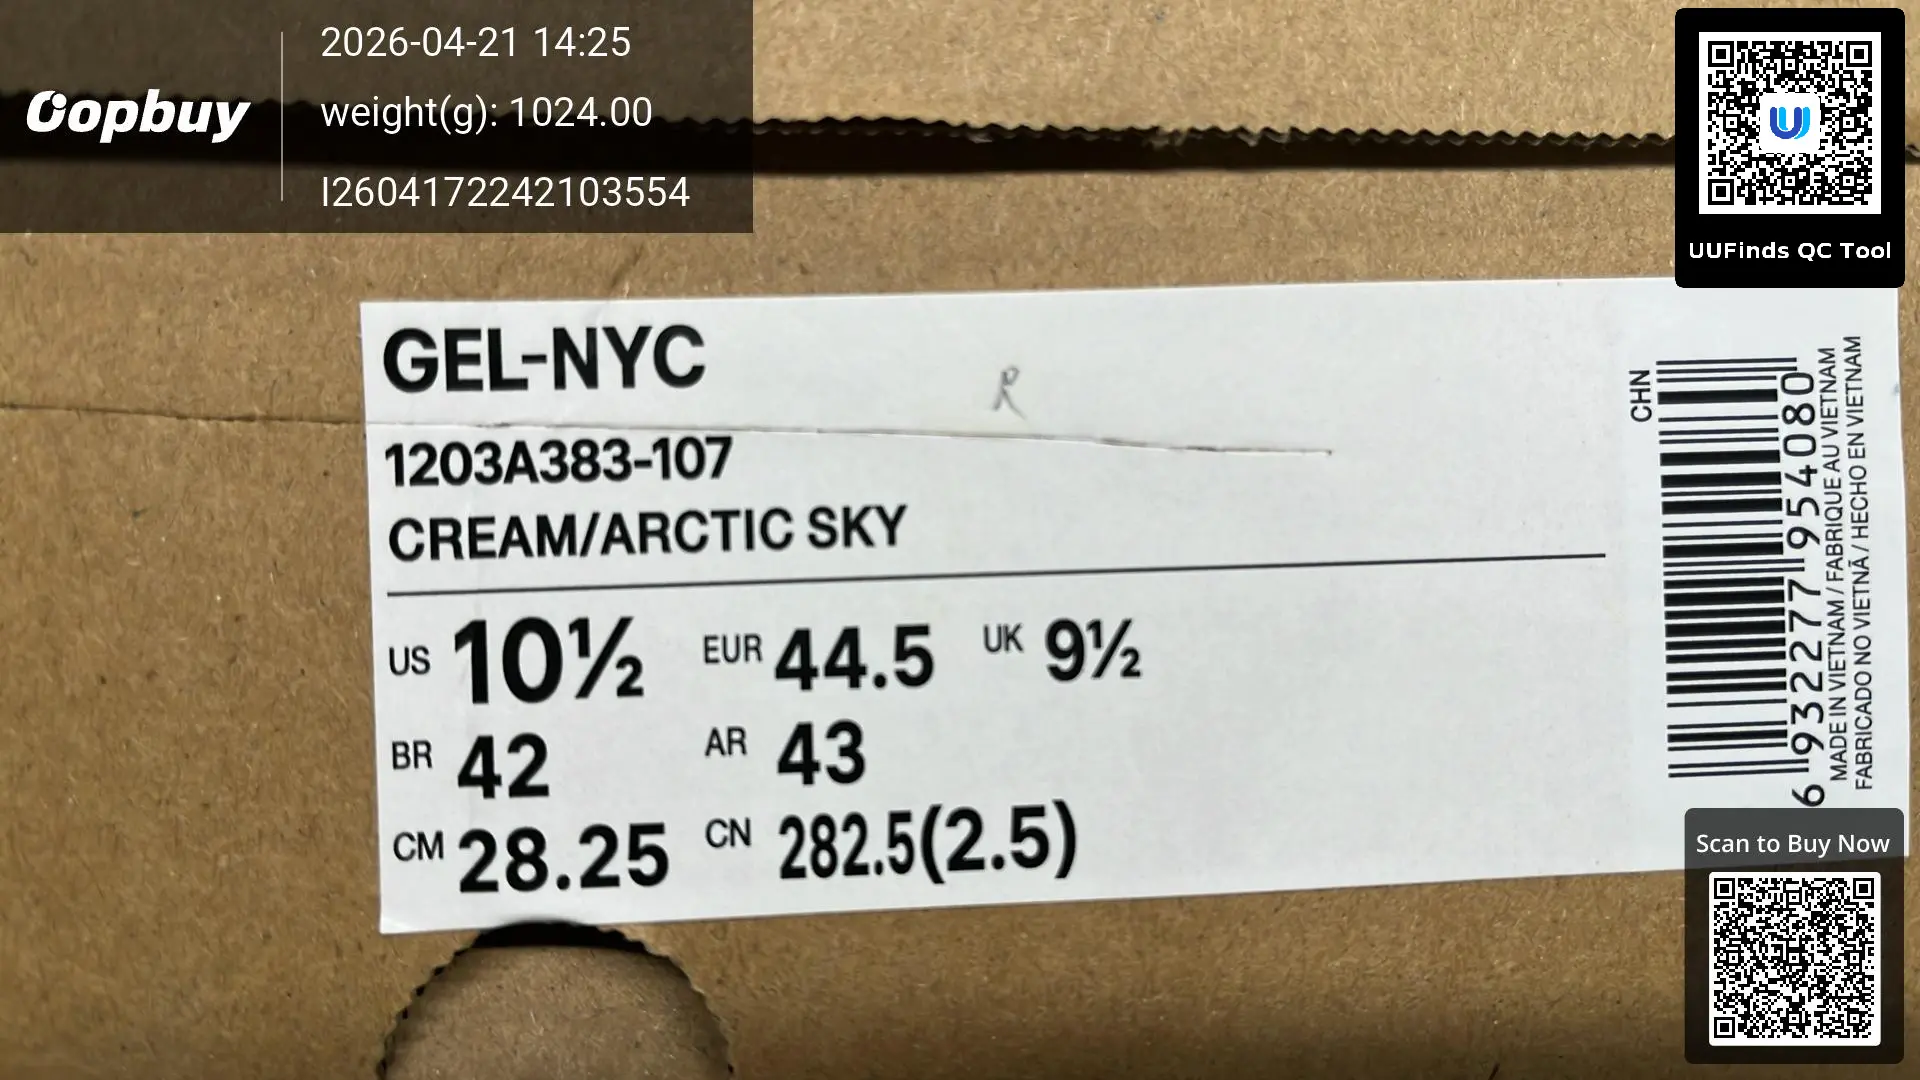 Oopbuy
2026-04-21 14:25
weight(g): 1024.00
I2604172242103554
UUFinds QC Tool
GEL-NYC
R
1203A383-107
CREAM/ARCTIC SKY
US 10½ EUR 44.5 UK 9½
BR 42 AR 43
CM 28.25 CN 282.5(2.5)
CHN
6 932277 954080
MADE IN VIETNAM / FABRIQUE AU VIETNAM
FABRICADO NO VIETNÃ / HECHO EN VIETNAM
Scan to Buy Now